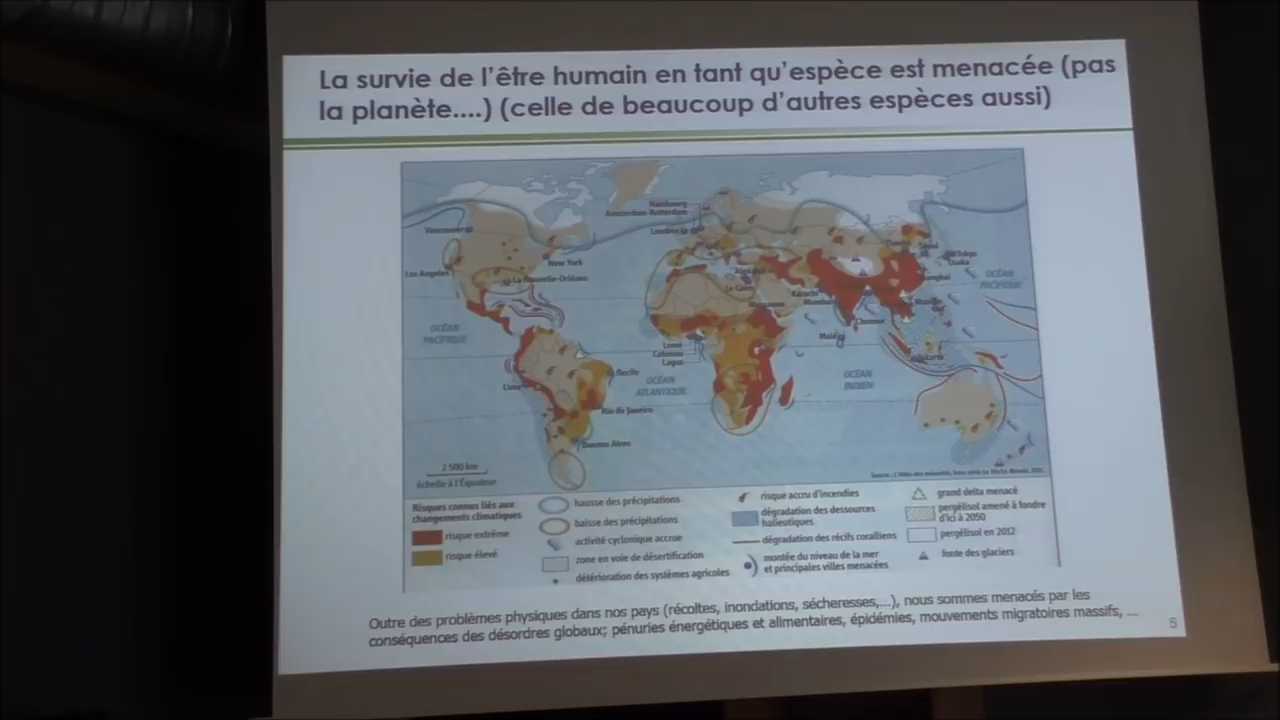 La survie de l'être humain en tant qu'espèce est menacée (pas
la planète....) (celle de beaucoup d'autres espèces aussi)
Hambourg
Amsterdam-Rotterdam
Londres
Vancouver
New York
Los Angeles
La Nouvelle-Orléans
Le Caire
Tokyo
Osaka
Shanghai
Karachi
Mumbai
Chennai
Manille
Malé
Jakarta
OCÉAN
PACIFIQUE
OCÉAN
PACIFIQUE
Lomé
Cotonou
Lagos
Recife
OCÉAN
ATLANTIQUE
OCÉAN
INDIEN
Lima
Rio de Janeiro
Buenos Aires
2 500 km
échelle à l'Équateur
Risques connus liés aux
changements climatiques
risque extrême
risque élevé
hausse des précipitations
baisse des précipitations
activité cyclonique accrue
zone en voie de désertification
détérioration des systèmes agricoles
risque accru d'incendies
dégradation des ressources
halieutiques
dégradation des récifs coralliens
montée du niveau de la mer
et principales villes menacées
grand delta menacé
pergélisol amené à fondre
d'ici à 2050
pergélisol en 2012
fonte des glaciers
Outre des problèmes physiques dans nos pays (récoltes, inondations, sécheresses,...), nous sommes menacés par les
conséquences des désordres globaux; pénuries énergétiques et alimentaires, épidémies, mouvements migratoires massifs, ...
5